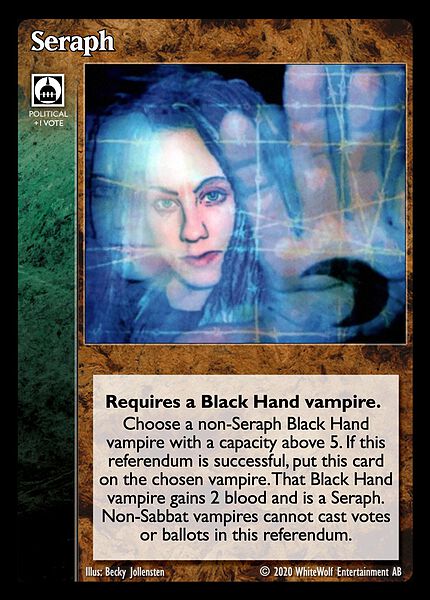 Seraph
POLITICAL
+1 VOTE
Requires a Black Hand vampire.
Choose a non-Seraph Black Hand
vampire with a capacity above 5. If this
referendum is successful, put this card
on the chosen vampire. That Black Hand
vampire gains 2 blood and is a Seraph.
Non-Sabbat vampires cannot cast votes
or ballots in this referendum.
Illus: Becky Jollensten © 2020 WhiteWolf Entertainment AB